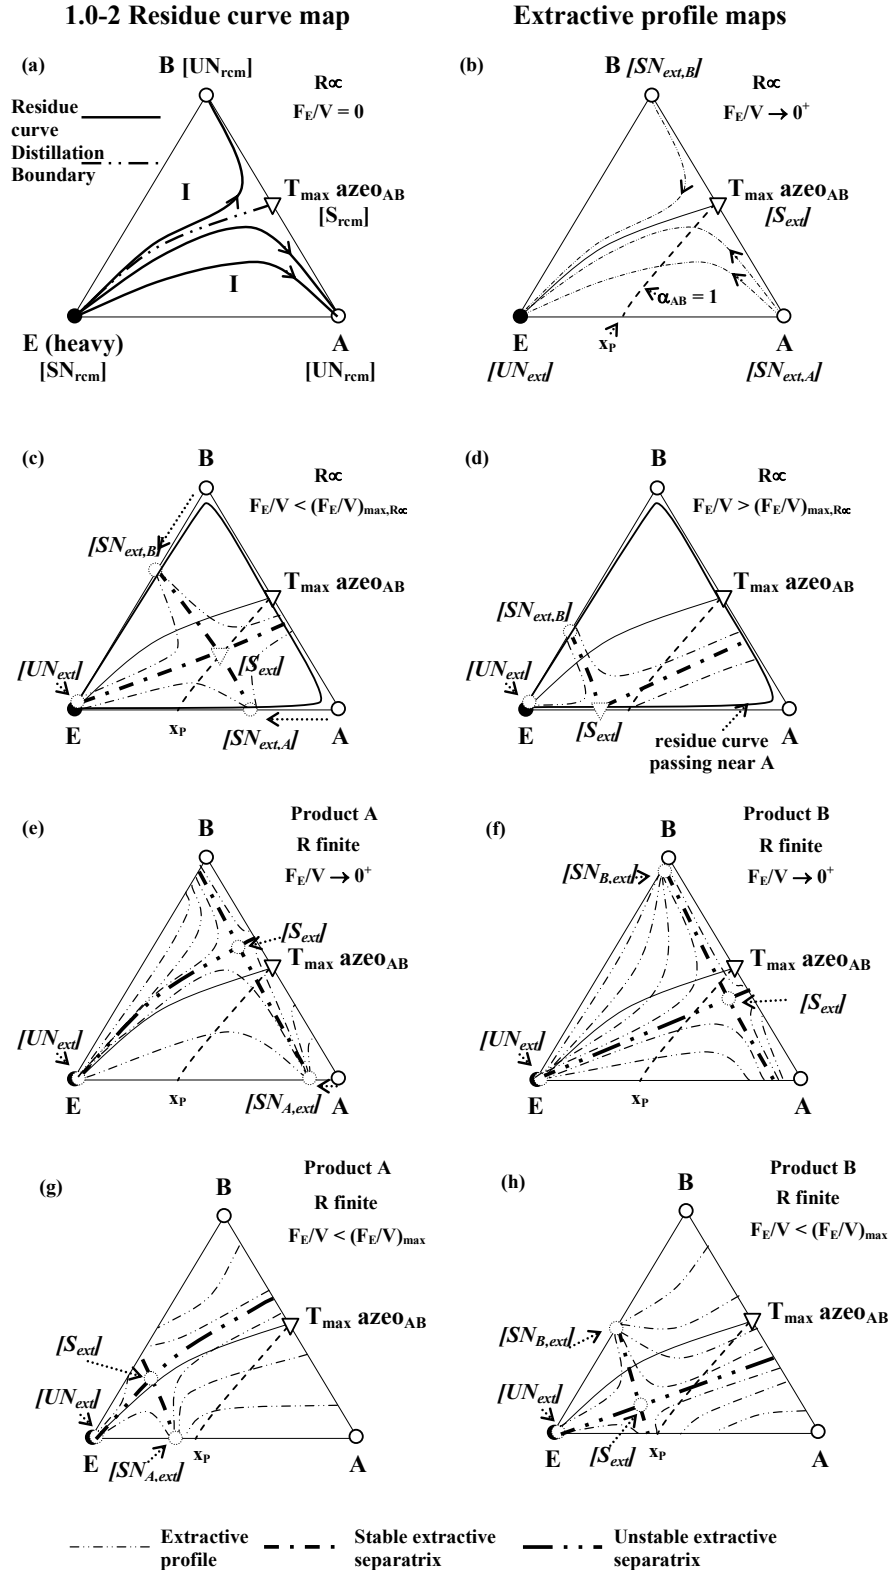 1.0-2 Residue curve map
Extractive profile maps
(a)
B [UN_rcm]
R∝
F_E/V = 0
Residue
curve
Distillation
Boundary
I
T_max azeo_AB
[S_rcm]
I
E (heavy)
[SN_rcm]
A
[UN_rcm]
(b)
B [SN_ext,B]
R∝
F_E/V → 0⁺
T_max azeo_AB
[S_ext]
α_AB = 1
x_P
E
[UN_ext]
A
[SN_ext,A]
(c)
B
R∝
F_E/V < (F_E/V)_max,R∝
[SN_ext,B]
T_max azeo_AB
[UN_ext]
[S_ext]
E
x_P
[SN_ext,A]
A
(d)
B
R∝
F_E/V > (F_E/V)_max,R∝
T_max azeo_AB
[SN_ext,B]
[UN_ext]
E
[S_ext]
residue curve
passing near A
A
(e)
Product A
B
R finite
F_E/V → 0⁺
[S_ext]
T_max azeo_AB
[UN_ext]
E
x_P
[SN_A,ext]
A
(f)
Product B
B
R finite
[SN_B,ext]
F_E/V → 0⁺
T_max azeo_AB
[S_ext]
[UN_ext]
E
x_P
A
(g)
Product A
B
R finite
F_E/V < (F_E/V)_max
T_max azeo_AB
[S_ext]
[UN_ext]
E
[SN_A,ext]
x_P
A
(h)
Product B
B
R finite
F_E/V < (F_E/V)_max
T_max azeo_AB
[SN_B,ext]
[UN_ext]
E
[S_ext]
x_P
A
Extractive
profile
Stable extractive
separatrix
Unstable extractive
separatrix